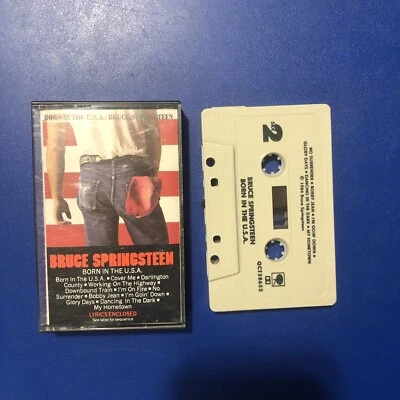 BORN IN THE U.S.A./BRUCE SPRINGSTEEN
BRUCE SPRINGSTEEN
BORN IN THE U.S.A.
Born In The U.S.A. • Cover Me • Darlington
County • Working On The Highway •
Downbound Train • I'm On Fire • No
Surrender • Bobby Jean • I'm Goin' Down •
Glory Days • Dancing In The Dark •
My Hometown
LYRICS ENCLOSED
See label for sequence
2
NO SURRENDER • BOBBY JEAN • I'M GOIN' DOWN •
GLORY DAYS • DANCING IN THE DARK • MY HOMETOWN
℗ 1984 Bruce Springsteen
BRUCE SPRINGSTEEN
BORN IN THE U.S.A.
QCT38653